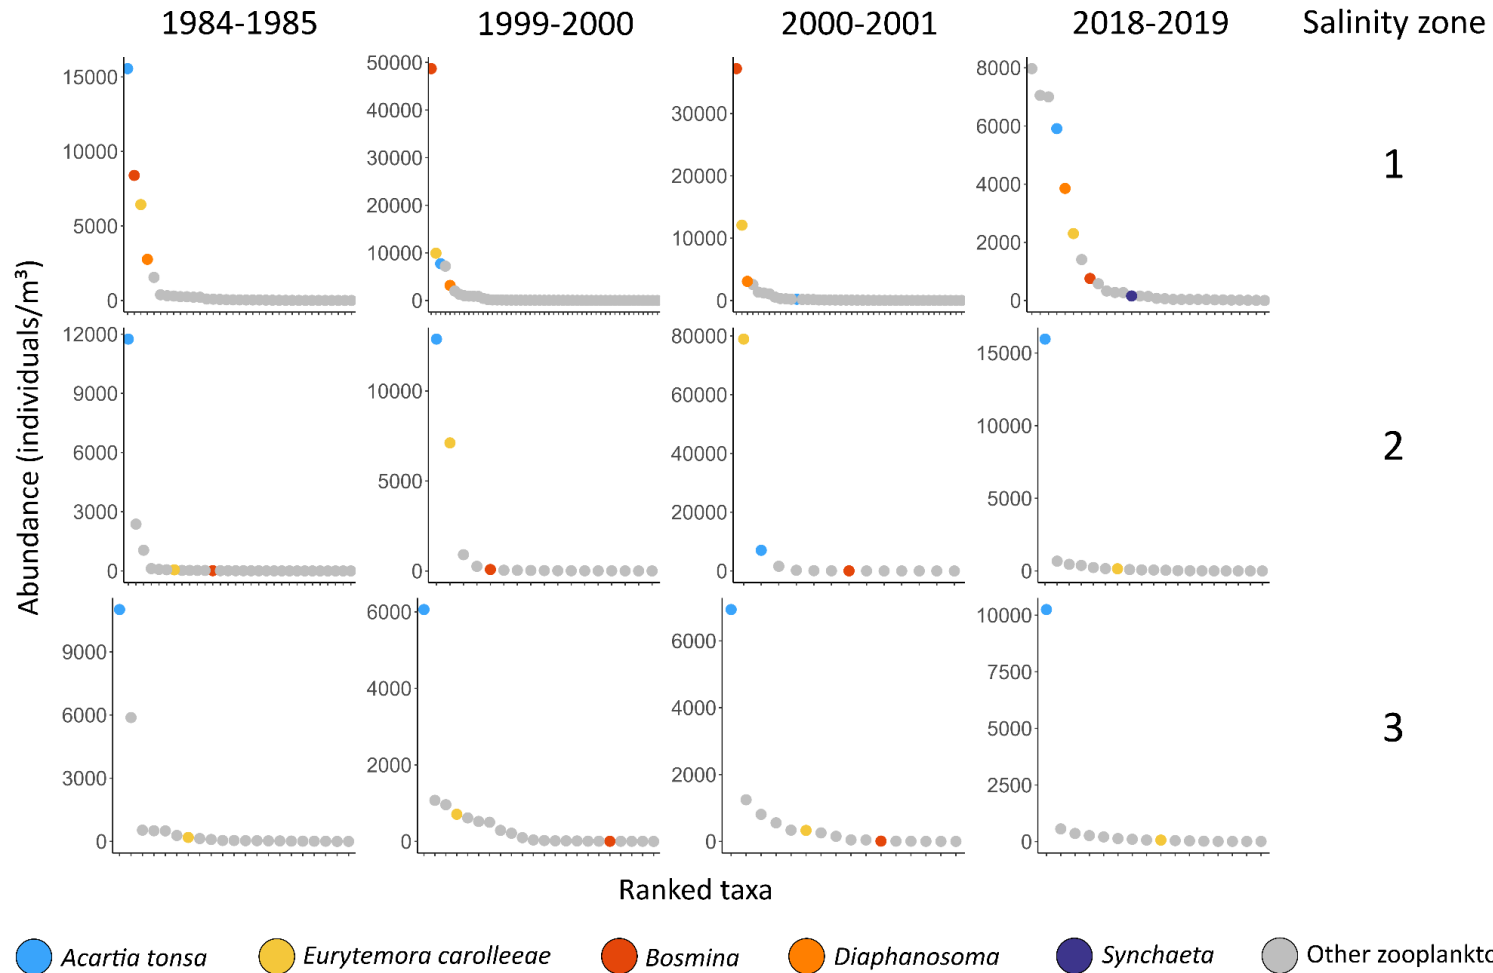 1984-1985 1999-2000 2000-2001 2018-2019 Salinity zone
15000 10000 5000 0
50000 40000 30000 20000 10000 0
30000 20000 10000 0
8000 6000 4000 2000 0
1
12000 9000 6000 3000 0
10000 5000 0
80000 60000 40000 20000 0
15000 10000 5000 0
2
9000 6000 3000 0
6000 4000 2000 0
6000 4000 2000 0
10000 7500 5000 2500 0
3
Abundance (individuals/m³)
Ranked taxa
Acartia tonsa Eurytemora carolleeae Bosmina Diaphanosoma Synchaeta Other zooplankto